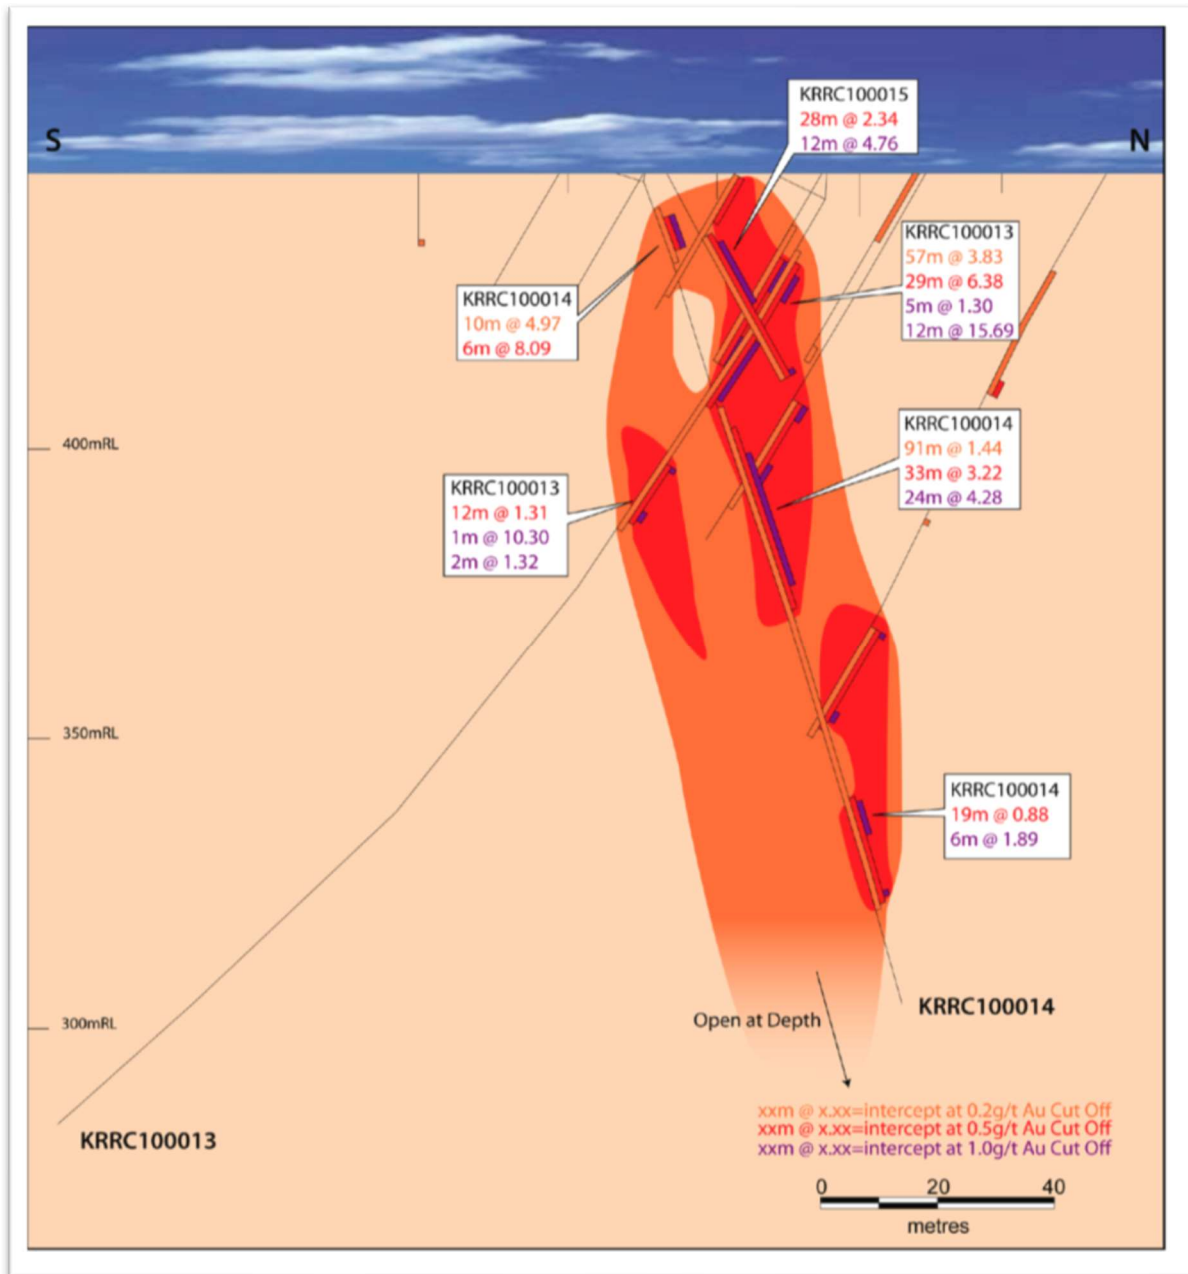 S
N
KRRC100015
28m @ 2.34
12m @ 4.76
KRRC100013
57m @ 3.83
29m @ 6.38
5m @ 1.30
12m @ 15.69
KRRC100014
10m @ 4.97
6m @ 8.09
KRRC100014
91m @ 1.44
33m @ 3.22
24m @ 4.28
400mRL
KRRC100013
12m @ 1.31
1m @ 10.30
2m @ 1.32
350mRL
KRRC100014
19m @ 0.88
6m @ 1.89
300mRL
Open at Depth
KRRC100014
KRRC100013
xxm @ x.xx=intercept at 0.2g/t Au Cut Off
xxm @ x.xx=intercept at 0.5g/t Au Cut Off
xxm @ x.xx=intercept at 1.0g/t Au Cut Off
0 20 40
metres